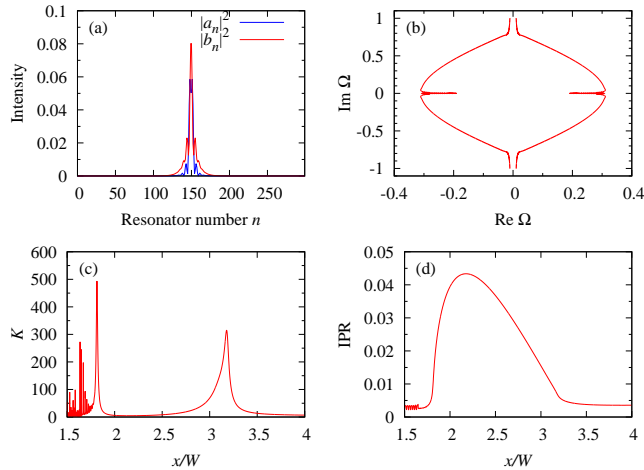 (a)
|a_n|^2
|b_n|^2
Intensity
0.1
0.08
0.06
0.04
0.02
0
0 50 100 150 200 250
Resonator number n
(b)
Im Ω
1
0.5
0
-0.5
-1
-0.4 -0.2 0 0.2 0.4
Re Ω
(c)
K
600
500
400
300
200
100
0
1.5 2 2.5 3 3.5 4
x/W
(d)
IPR
0.05
0.04
0.03
0.02
0.01
0
1.5 2 2.5 3 3.5 4
x/W